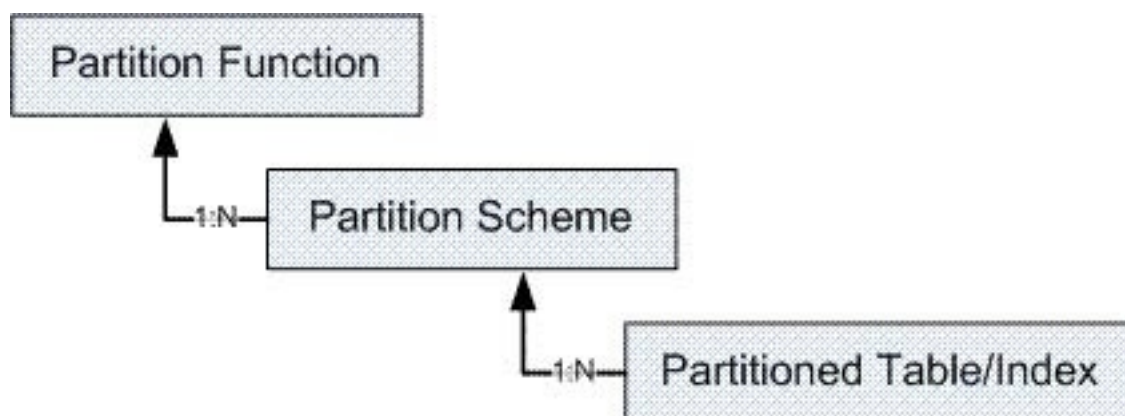 Partition Function
1:N
Partition Scheme
1:N
Partitioned Table/Index